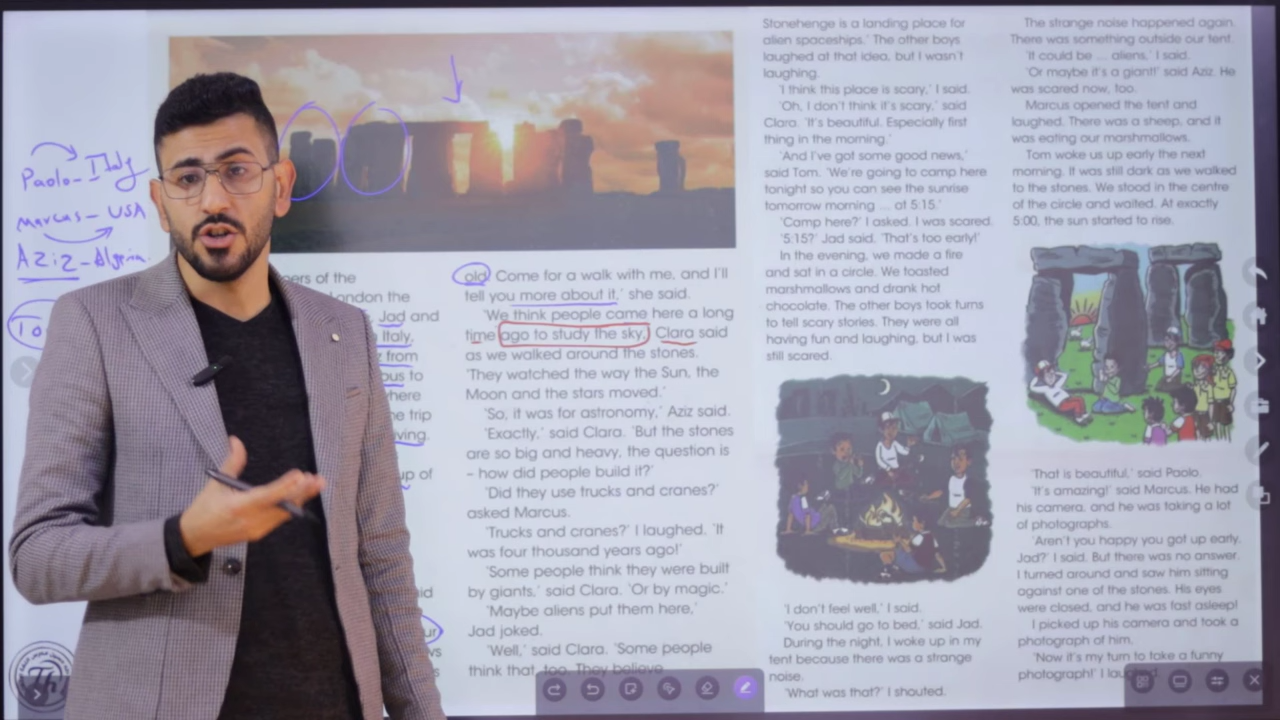 Paolo - Italy
Marcus - USA
Aziz - Algeria
To
ers of the
ondon the
Jad and
Italy,
from
bus to
here
e trip
iving.
up of
id
ur
old. Come for a walk with me, and I'll
tell you more about it,' she said.
'We think people came here a long
time ago to study the sky,' Clara said
as we walked around the stones.
'They watched the way the Sun, the
Moon and the stars moved.'
'So, it was for astronomy,' Aziz said.
'Exactly,' said Clara. 'But the stones
are so big and heavy, the question is
– how did people build it?'
'Did they use trucks and cranes?'
asked Marcus.
'Trucks and cranes?' I laughed. 'It
was four thousand years ago!'
'Some people think they were built
by giants,' said Clara. 'Or by magic.'
'Maybe aliens put them here,'
Jad joked.
'Well,' said Clara. 'Some people
think that, too. They believe
Stonehenge is a landing place for
alien spaceships.' The other boys
laughed at that idea, but I wasn't
laughing.
'I think this place is scary,' I said.
'Oh, I don't think it's scary,' said
Clara. 'It's beautiful. Especially first
thing in the morning.'
'And I've got some good news,'
said Tom. 'We're going to camp here
tonight so you can see the sunrise
tomorrow morning ... at 5:15.'
'Camp here?' I asked. I was scared.
'5:15?' Jad said. 'That's too early!'
In the evening, we made a fire
and sat in a circle. We toasted
marshmallows and drank hot
chocolate. The other boys took turns
to tell scary stories. They were all
having fun and laughing, but I was
still scared.
'I don't feel well,' I said.
'You should go to bed,' said Jad.
During the night, I woke up in my
tent because there was a strange
noise.
'What was that?' I shouted.
The strange noise happened again.
There was something outside our tent.
'It could be ... aliens,' I said.
'Or maybe it's a giant!' said Aziz. He
was scared now, too.
Marcus opened the tent and
laughed. There was a sheep, and it
was eating our marshmallows.
Tom woke us up early the next
morning. It was still dark as we walked
to the stones. We stood in the centre
of the circle and waited. At exactly
5:00, the sun started to rise.
'That is beautiful,' said Paolo.
'It's amazing!' said Marcus. He had
his camera, and he was taking a lot
of photographs.
'Aren't you happy you got up early,
Jad?' I said. But there was no answer.
I turned around and saw him sitting
against one of the stones. His eyes
were closed, and he was fast asleep!
I picked up his camera and took a
photograph of him.
'Now it's my turn to take a funny
photograph!' I lau